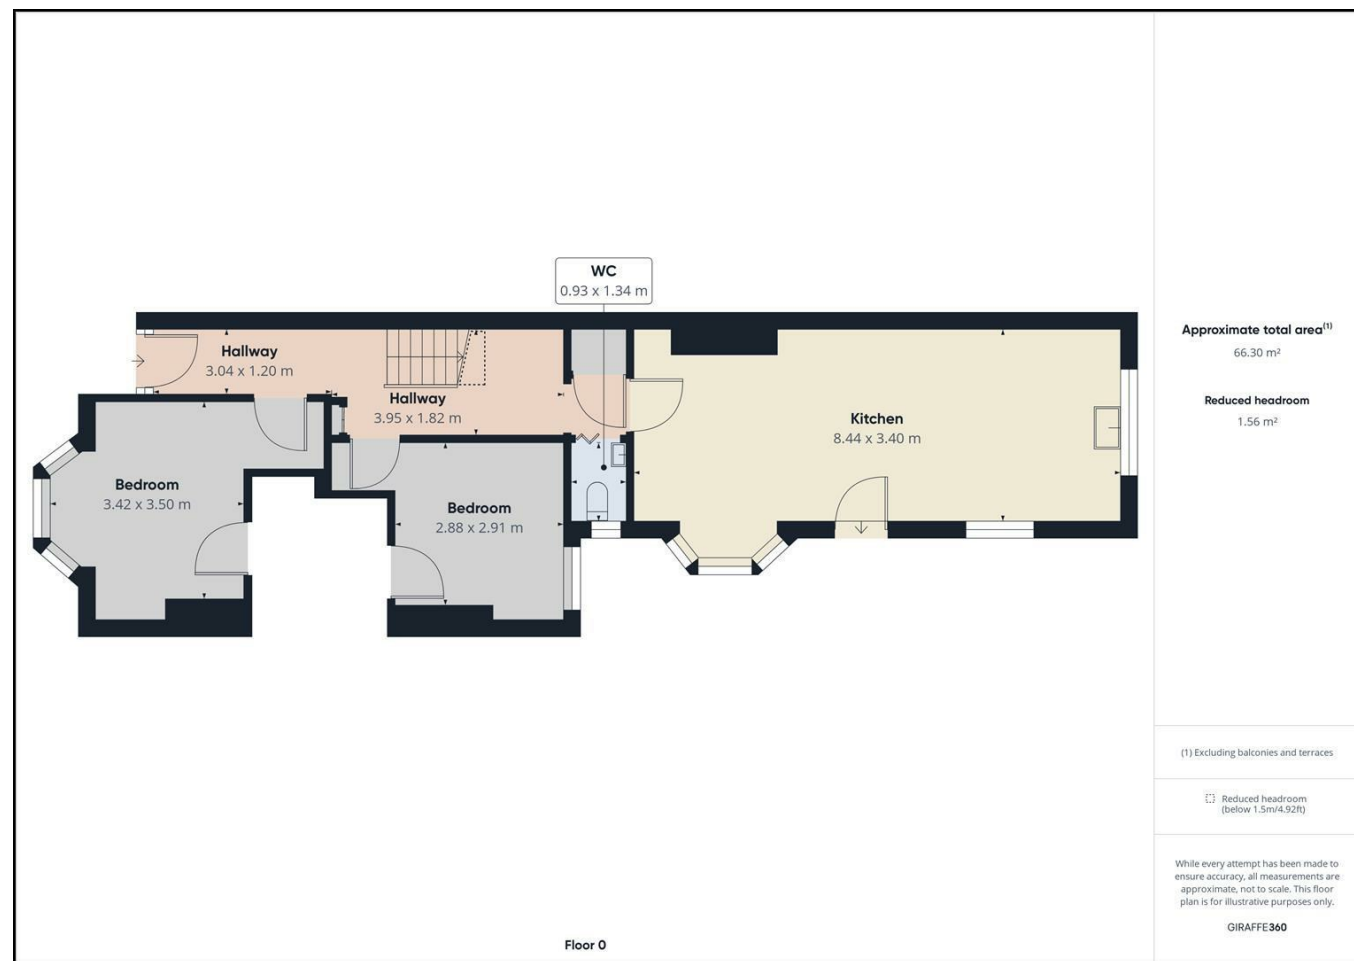 WC
0.93 x 1.34 m
Hallway
3.04 x 1.20 m
Hallway
3.95 x 1.82 m
Kitchen
8.44 x 3.40 m
Bedroom
3.42 x 3.50 m
Bedroom
2.88 x 2.91 m
Floor 0
Approximate total area(1)
66.30 m²
Reduced headroom
1.56 m²
(1) Excluding balconies and terraces
Reduced headroom
(below 1.5m/4.92ft)
While every attempt has been made to
ensure accuracy, all measurements are
approximate, not to scale. This floor
plan is for illustrative purposes only.
GIRAFFE360